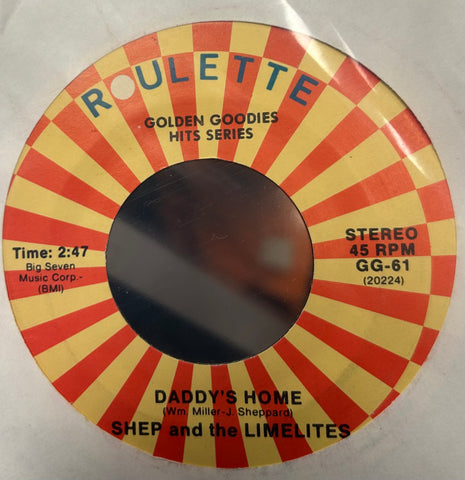 ROULETTE
GOLDEN GOODIES
HITS SERIES
Time: 2:47
Big Seven
Music Corp.-
(BMI)
STEREO
45 RPM
GG-61
(20224)
DADDY'S HOME
(Wm. Miller-J. Sheppard)
SHEP and the LIMELITES